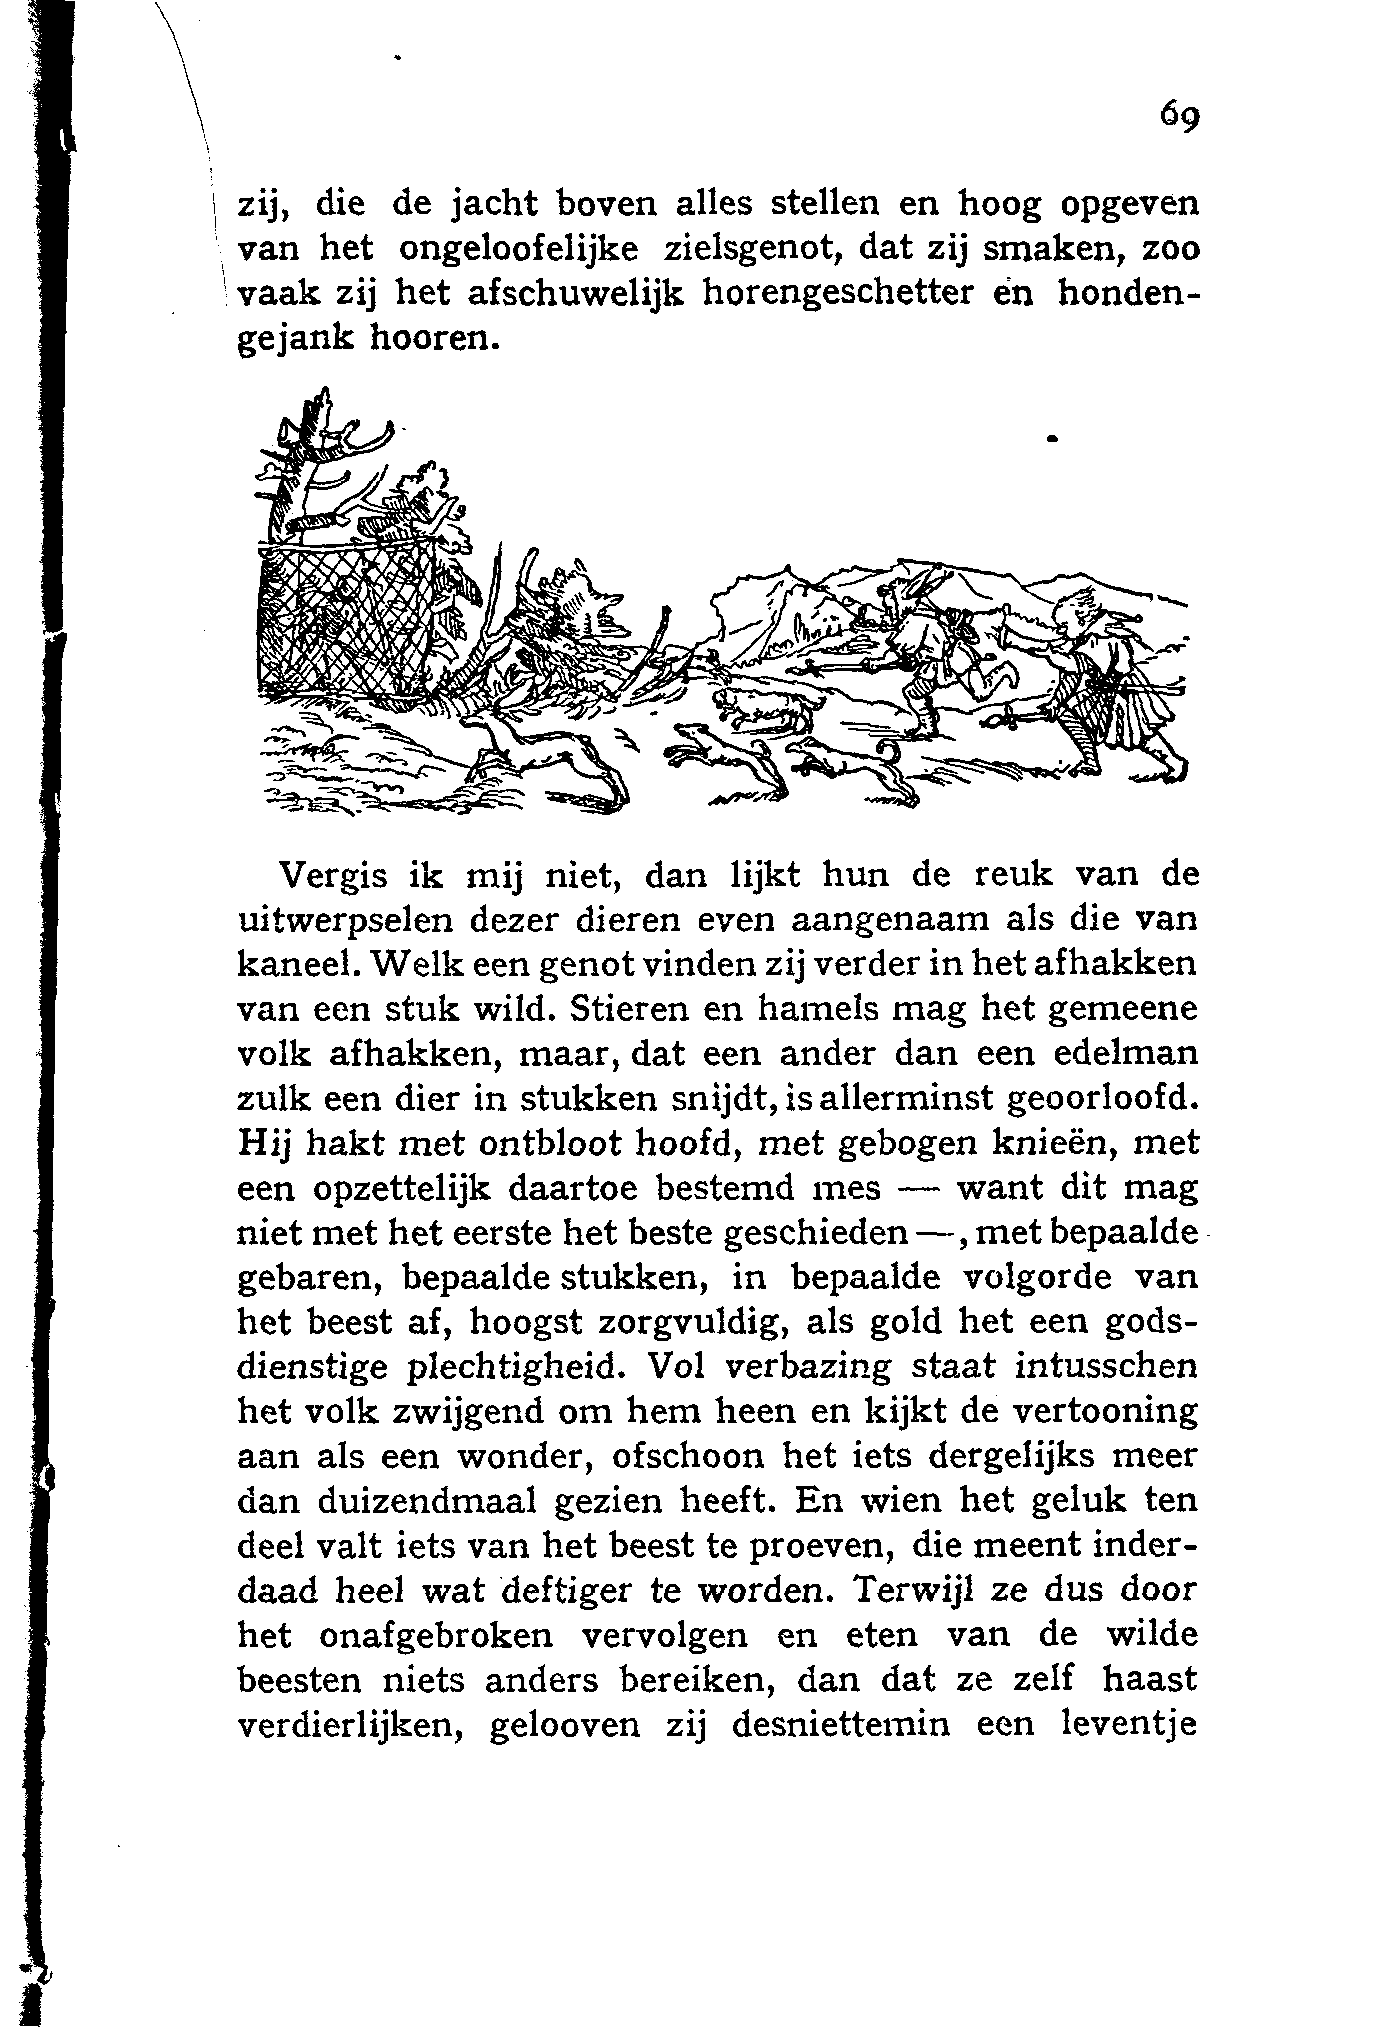 69
zij, die de jacht boven alles stellen en hoog opgeven
van het ongeloofelijke zielsgenot, dat zij smaken, zoo
vaak zij het afschuwelijk horengeschetter en honden-
gejank hooren.
Vergis ik mij niet, dan lijkt hun de reuk van de
uitwerpselen dezer dieren even aangenaam als die van
kaneel. Welk een genot vinden zij verder in het afhakken
van een stuk wild. Stieren en hamels mag het gemeene
volk afhakken, maar, dat een ander dan een edelman
zulk een dier in stukken snijdt, is allerminst geoorloofd.
Hij hakt met ontbloot hoofd, met gebogen knieën, met
een opzettelijk daartoe bestemd mes — want dit mag
niet met het eerste het beste geschieden —, met bepaalde
gebaren, bepaalde stukken, in bepaalde volgorde van
het beest af, hoogst zorgvuldig, als gold het een gods-
dienstige plechtigheid. Vol verbazing staat intusschen
het volk zwijgend om hem heen en kijkt de vertooning
aan als een wonder, ofschoon het iets dergelijks meer
dan duizendmaal gezien heeft. En wien het geluk ten
deel valt iets van het beest te proeven, die meent inder-
daad heel wat deftiger te worden. Terwijl ze dus door
het onafgebroken vervolgen en eten van de wilde
beesten niets anders bereiken, dan dat ze zelf haast
verdierlijken, gelooven zij desniettemin een leventje